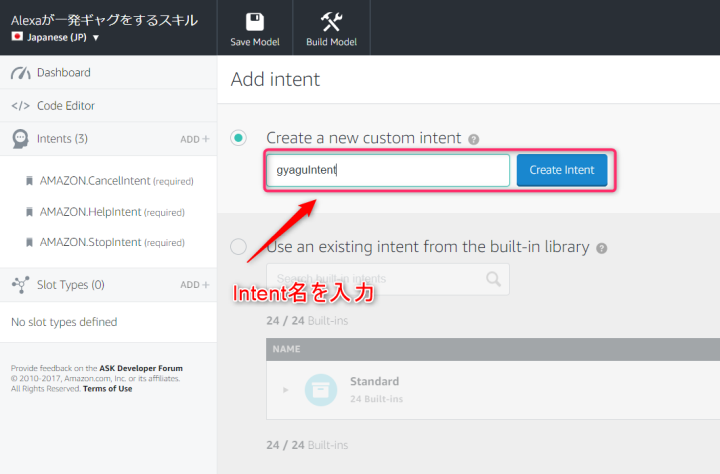 Alexaが一発ギャグをするスキル
Japanese (JP) ▼
Save Model
Build Model
Dashboard
</> Code Editor
Intents (3)
ADD +
AMAZON.CancelIntent (required)
AMAZON.HelpIntent (required)
AMAZON.StopIntent (required)
Slot Types (0)
ADD +
No slot types defined
Provide feedback on the ASK Developer Forum
© 2010-2017, Amazon.com, Inc. or its affiliates.
All Rights Reserved. Terms of Use
Add intent
Create a new custom intent ?
gyaguIntent
Create Intent
Use an existing intent from the built-in library ?
Search built-in intents
Intent名を入力
24 / 24 Built-ins
NAME
Standard
24 Built-ins
24 / 24 Built-ins